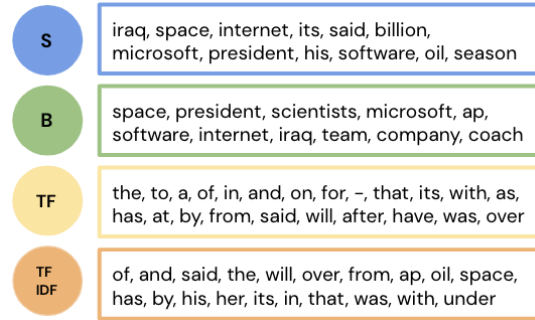 S
iraq, space, internet, its, said, billion,
microsoft, president, his, software, oil, season
B
space, president, scientists, microsoft, ap,
software, internet, iraq, team, company, coach
TF
the, to, a, of, in, and, on, for, -, that, its, with, as,
has, at, by, from, said, will, after, have, was, over
TF
IDF
of, and, said, the, will, over, from, ap, oil, space,
has, by, his, her, its, in, that, was, with, under